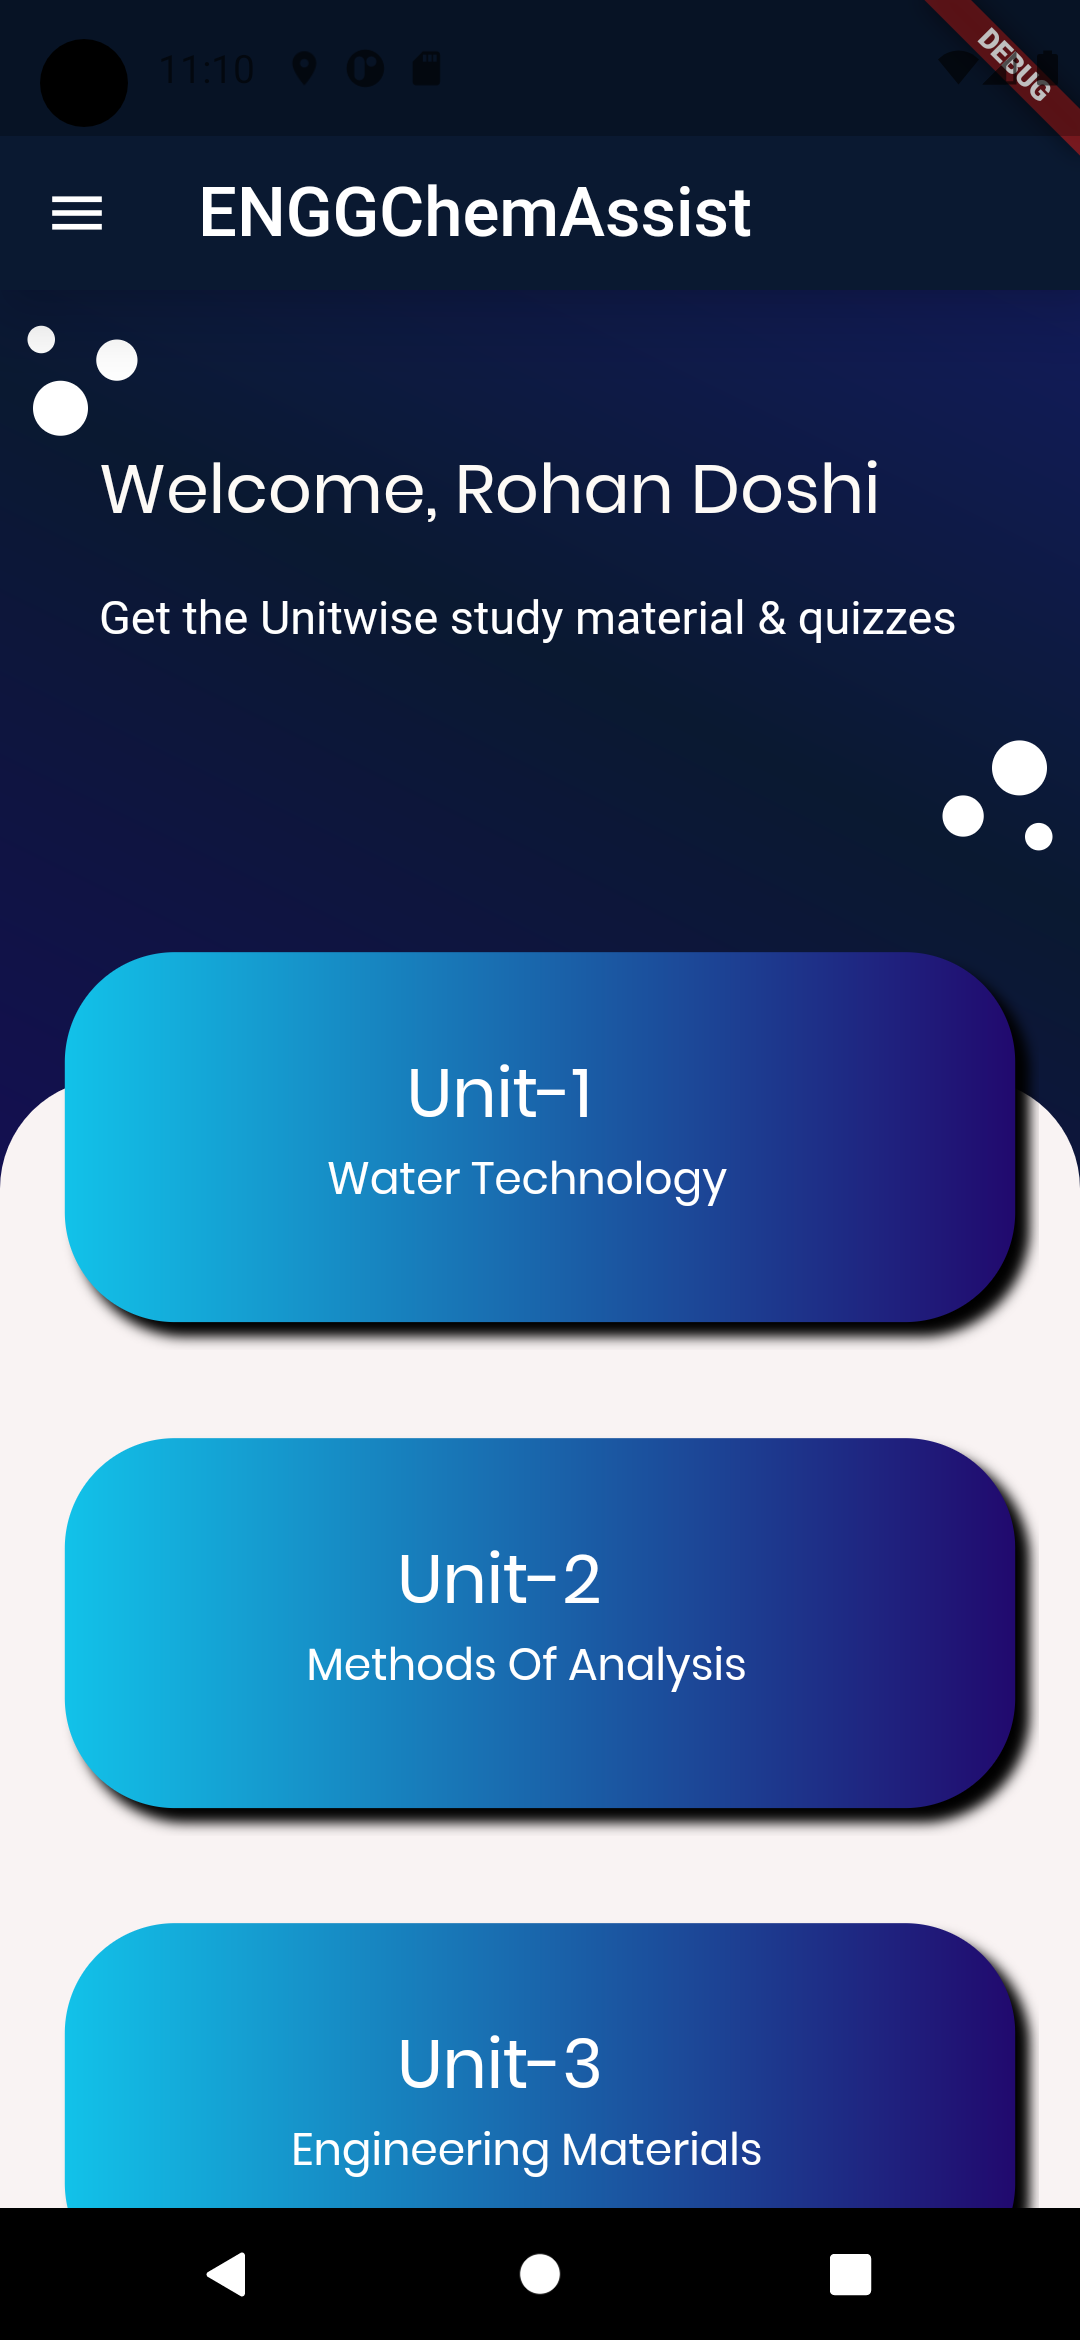 11:10
DEBUG
ENGGChemAssist
Welcome, Rohan Doshi
Get the Unitwise study material & quizzes
Unit-1
Water Technology
Unit-2
Methods Of Analysis
Unit-3
Engineering Materials